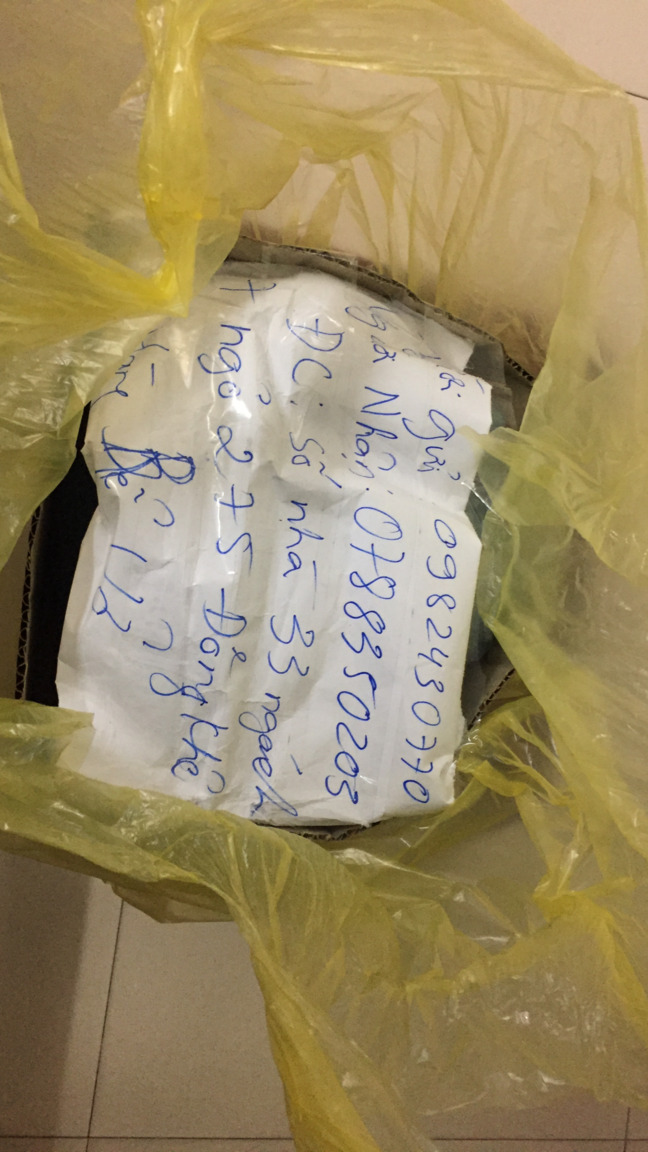 gửi 0982430770
Nhận: 0788350203
ĐC: Số nhà 33 ngách
7 ngõ 275 Đông Khê